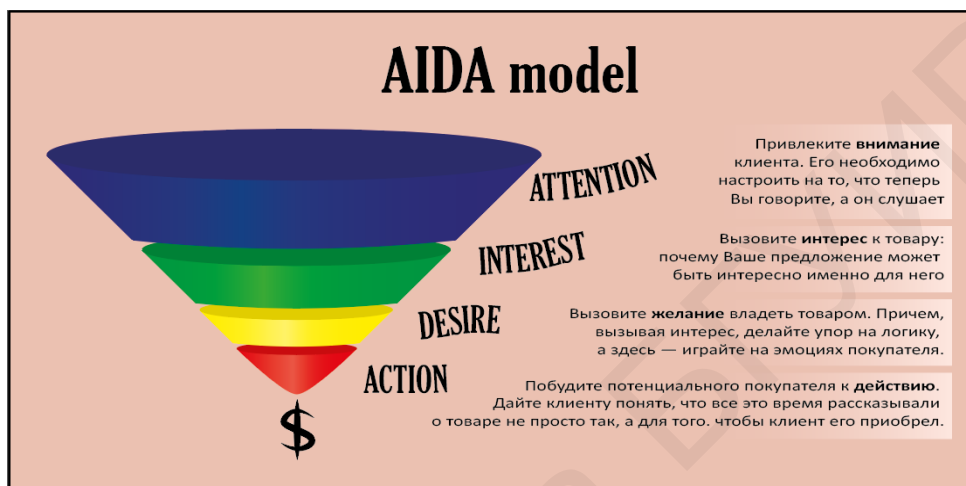 AIDA model
ATTENTION
Привлеките внимание
клиента. Его необходимо
настроить на то, что теперь
Вы говорите, а он слушает
INTEREST
Вызовите интерес к товару:
почему Ваше предложение может
быть интересно именно для него
DESIRE
Вызовите желание владеть товаром. Причем,
вызывая интерес, делайте упор на логику,
а здесь — играйте на эмоциях покупателя.
ACTION
Побудите потенциального покупателя к действию.
Дайте клиенту понять, что все это время рассказывали
о товаре не просто так, а для того. чтобы клиент его приобрел.
$